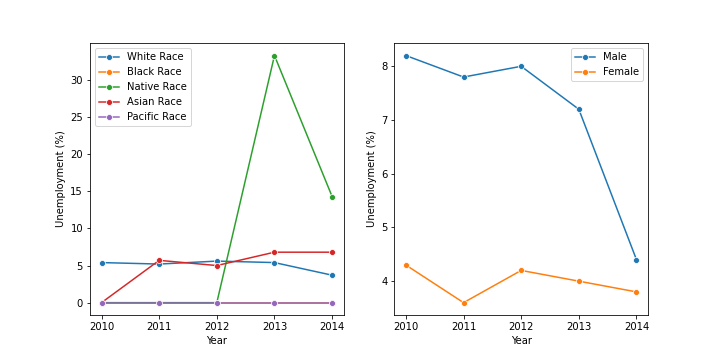 White Race
Black Race
Native Race
Asian Race
Pacific Race
30
25
20
15
10
5
0
Unemployment (%)
2010 2011 2012 2013 2014
Year
Male
Female
8
7
6
5
4
Unemployment (%)
2010 2011 2012 2013 2014
Year